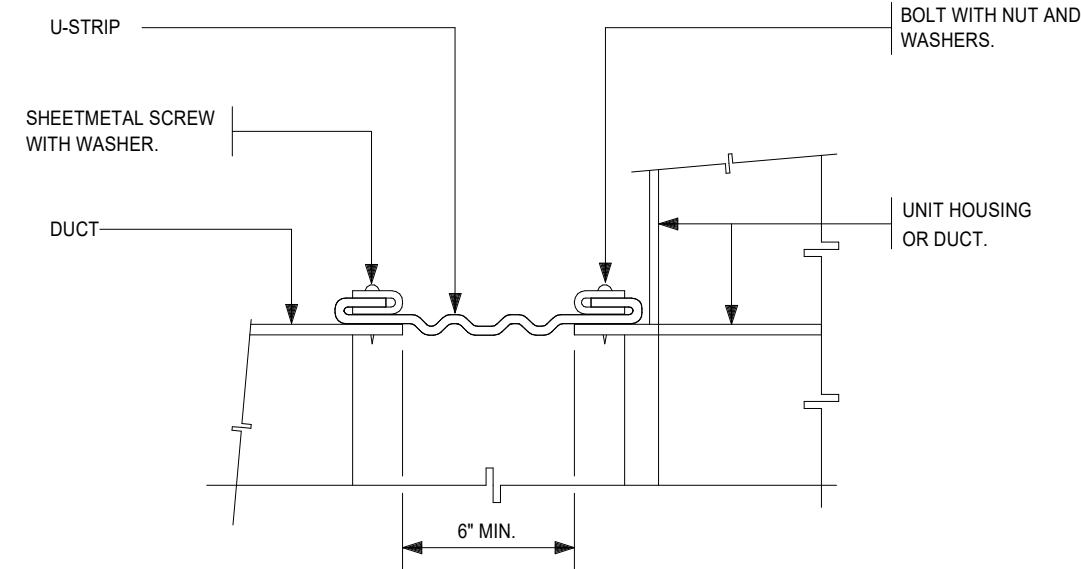 U-STRIP
BOLT WITH NUT AND
WASHERS.
SHEETMETAL SCREW
WITH WASHER.
DUCT
UNIT HOUSING
OR DUCT.
6" MIN.